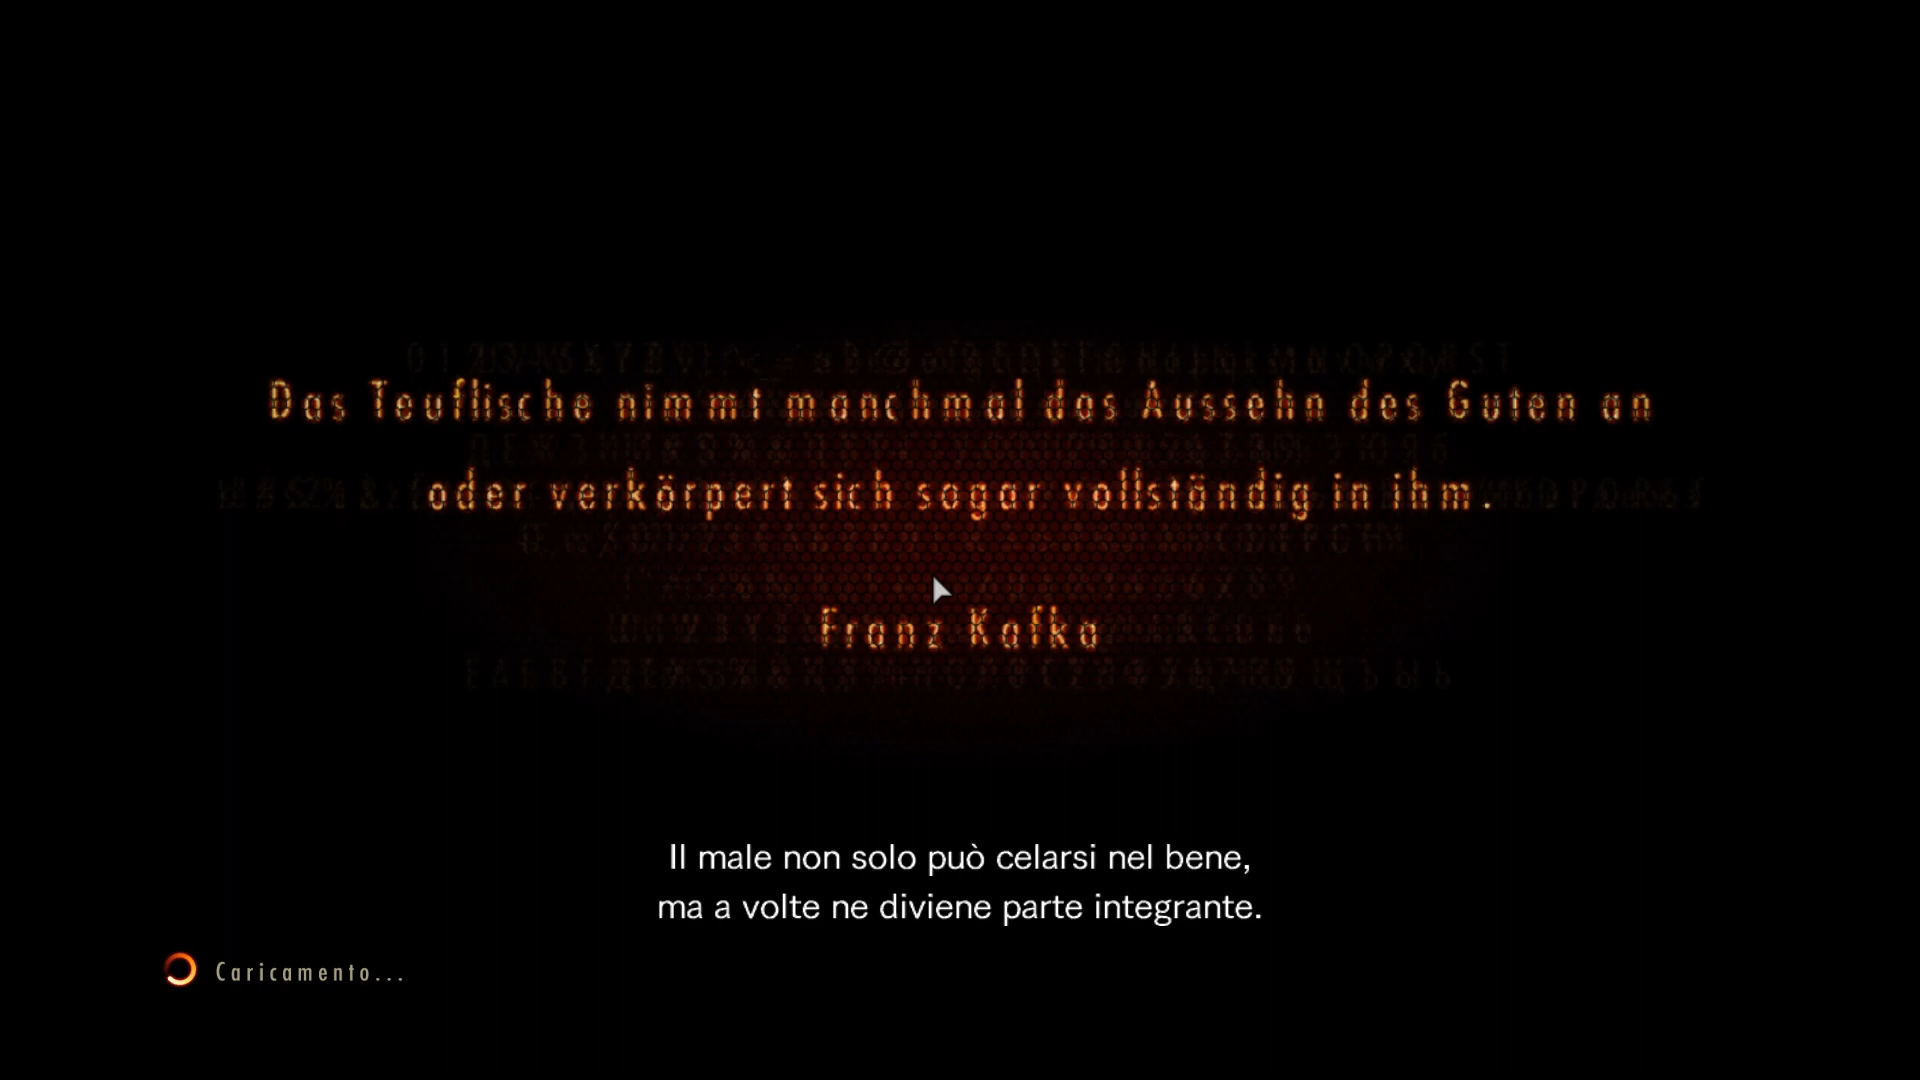 Das Teuflische nimmt manchmal das Aussehn des Guten an
oder verkörpert sich sogar vollständig in ihm.
Franz Kafka
Il male non solo può celarsi nel bene,
ma a volte ne diviene parte integrante.
Caricamento...